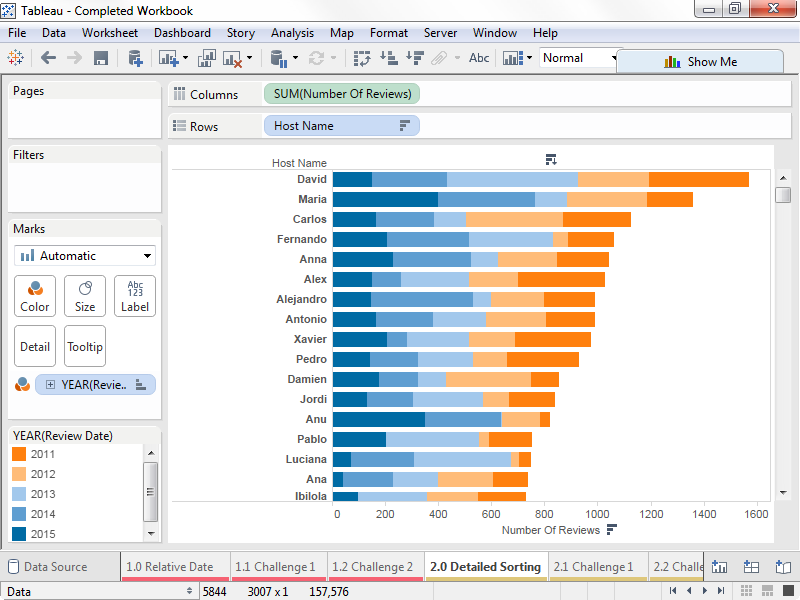 Tableau - Completed Workbook
File Data Worksheet Dashboard Story Analysis Map Format Server Window Help
Abc Normal Show Me
Pages
Columns SUM(Number Of Reviews)
Rows Host Name
Filters
Marks
Automatic
Color Size Abc 123 Label
Detail Tooltip
YEAR(Revie..
YEAR(Review Date)
2011
2012
2013
2014
2015
Host Name
David
Maria
Carlos
Fernando
Anna
Alex
Alejandro
Antonio
Xavier
Pedro
Damien
Jordi
Anu
Pablo
Luciana
Ana
Ibilola
0 200 400 600 800 1000 1200 1400 1600
Number Of Reviews
Data Source 1.0 Relative Date 1.1 Challenge 1 1.2 Challenge 2 2.0 Detailed Sorting 2.1 Challenge 1 2.2 Challe
Data 5844 3007 x 1 157,576